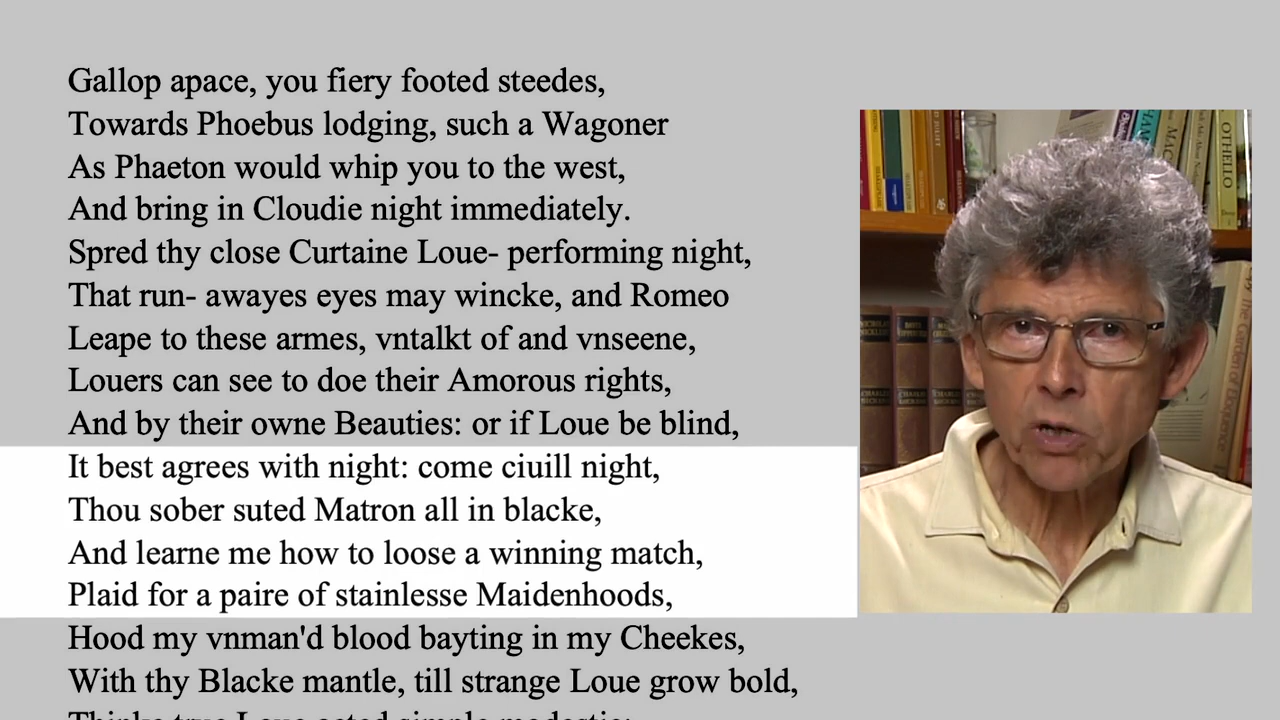 Gallop apace, you fiery footed steedes,
Towards Phoebus lodging, such a Wagoner
As Phaeton would whip you to the west,
And bring in Cloudie night immediately.
Spred thy close Curtaine Loue- performing night,
That run- awayes eyes may wincke, and Romeo
Leape to these armes, vntalkt of and vnseene,
Louers can see to doe their Amorous rights,
And by their owne Beauties: or if Loue be blind,
It best agrees with night: come ciuill night,
Thou sober suted Matron all in blacke,
And learne me how to loose a winning match,
Plaid for a paire of stainlesse Maidenhoods,
Hood my vnman'd blood bayting in my Cheekes,
With thy Blacke mantle, till strange Loue grow bold,
OTHELLO